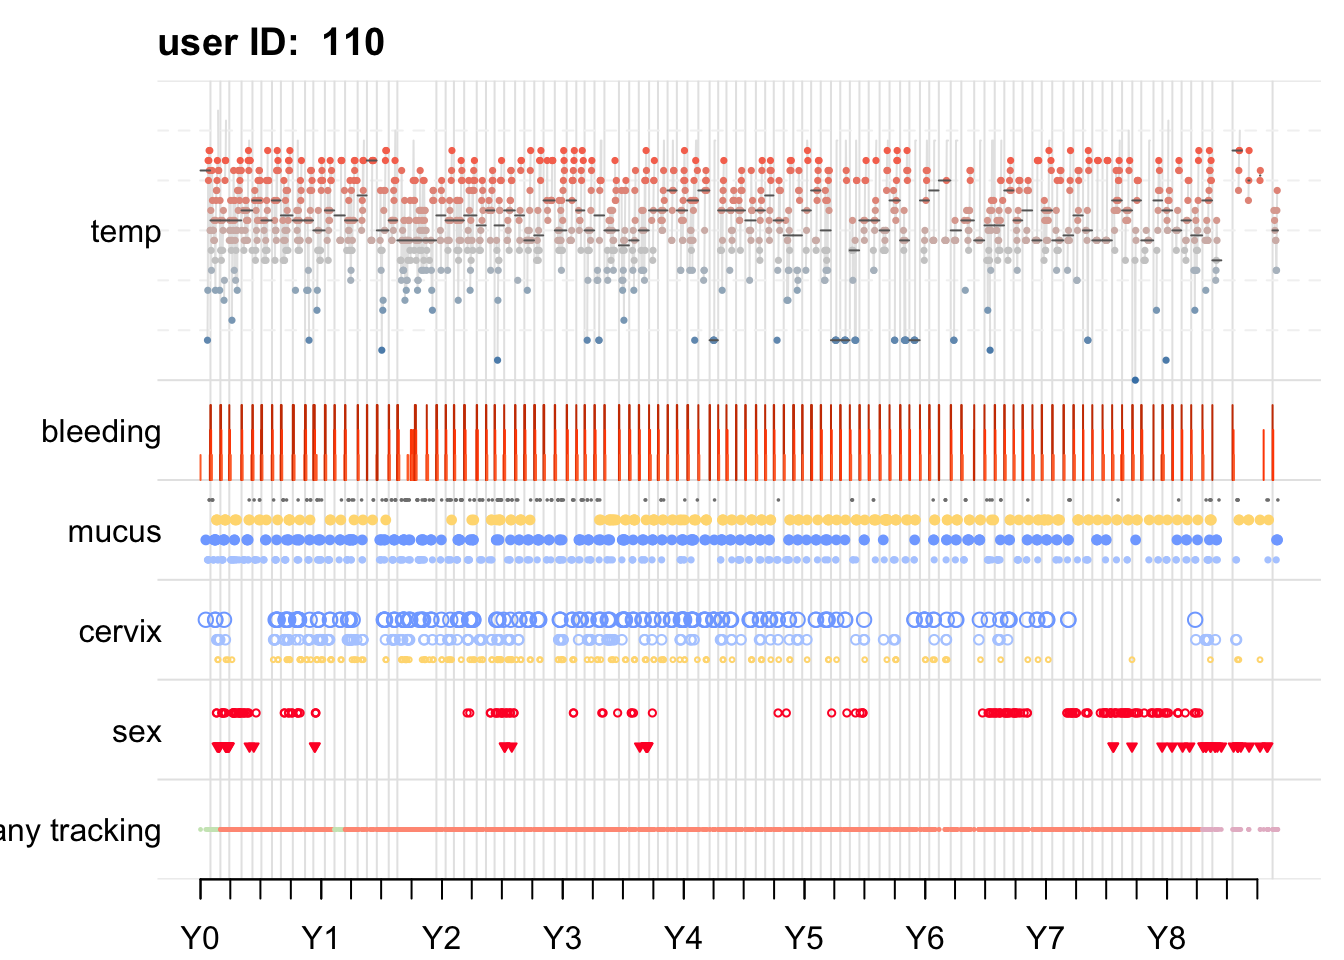 user ID:  110
temp
bleeding
mucus
cervix
sex
any tracking
Y0 Y1 Y2 Y3 Y4 Y5 Y6 Y7 Y8